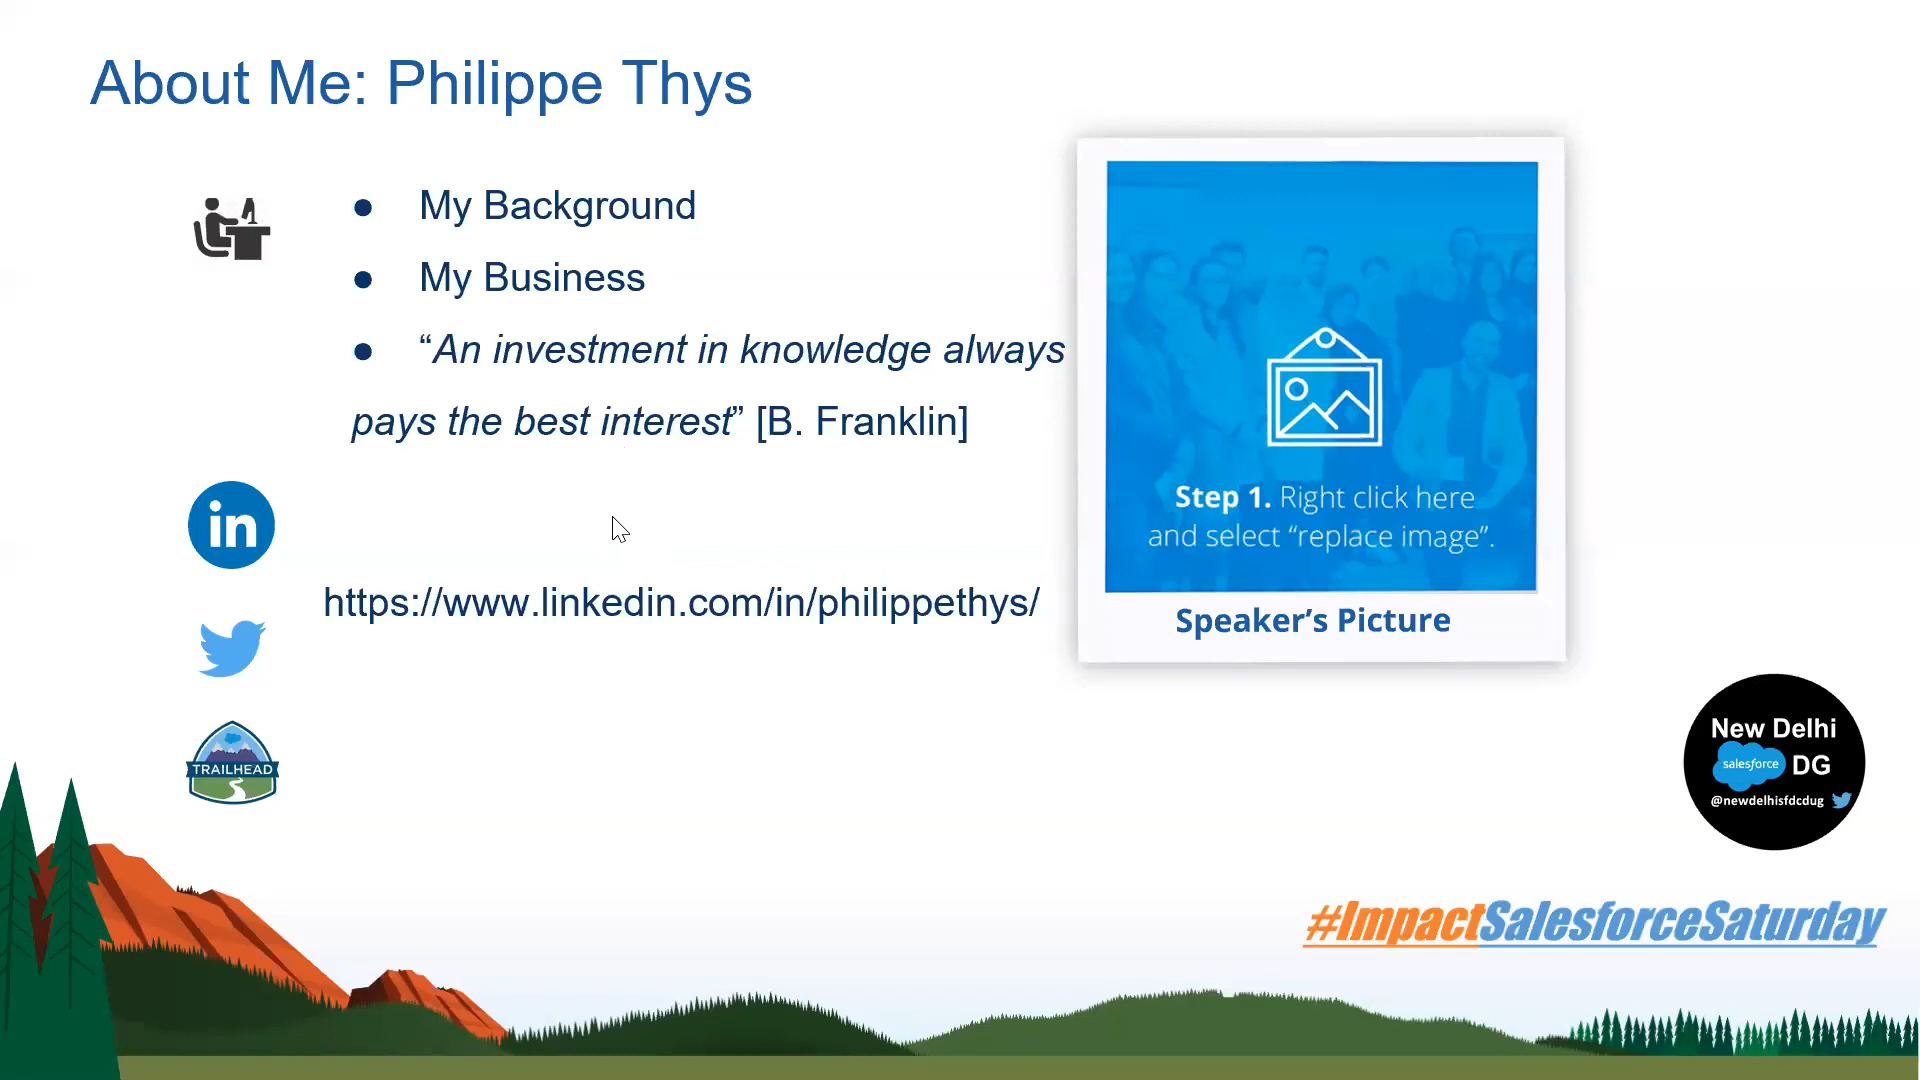 About Me: Philippe Thys
● My Background
● My Business
● “An investment in knowledge always
pays the best interest” [B. Franklin]
in
https://www.linkedin.com/in/philippethys/
TRAILHEAD
Step 1. Right click here
and select “replace image”.
Speaker’s Picture
New Delhi
salesforce DG
@newdelhisfdcdug
#ImpactSalesforceSaturday